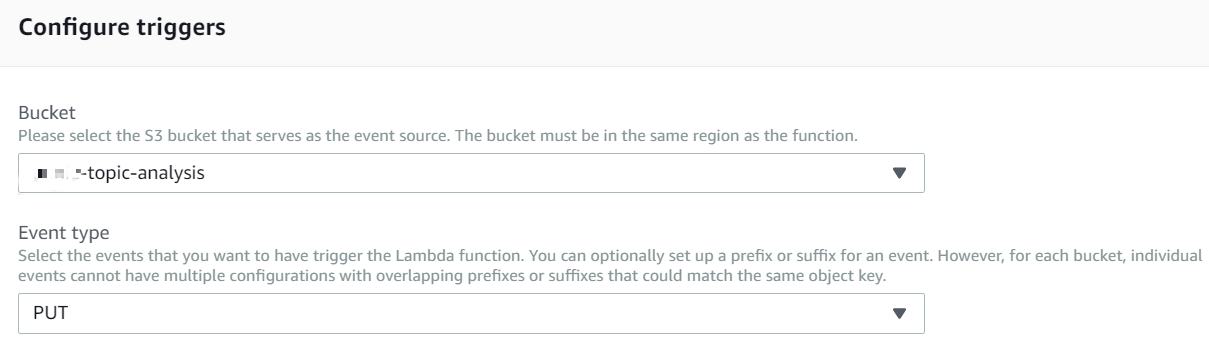 Configure triggers
Bucket
Please select the S3 bucket that serves as the event source. The bucket must be in the same region as the function.
-topic-analysis
Event type
Select the events that you want to have trigger the Lambda function. You can optionally set up a prefix or suffix for an event. However, for each bucket, individual
events cannot have multiple configurations with overlapping prefixes or suffixes that could match the same object key.
PUT